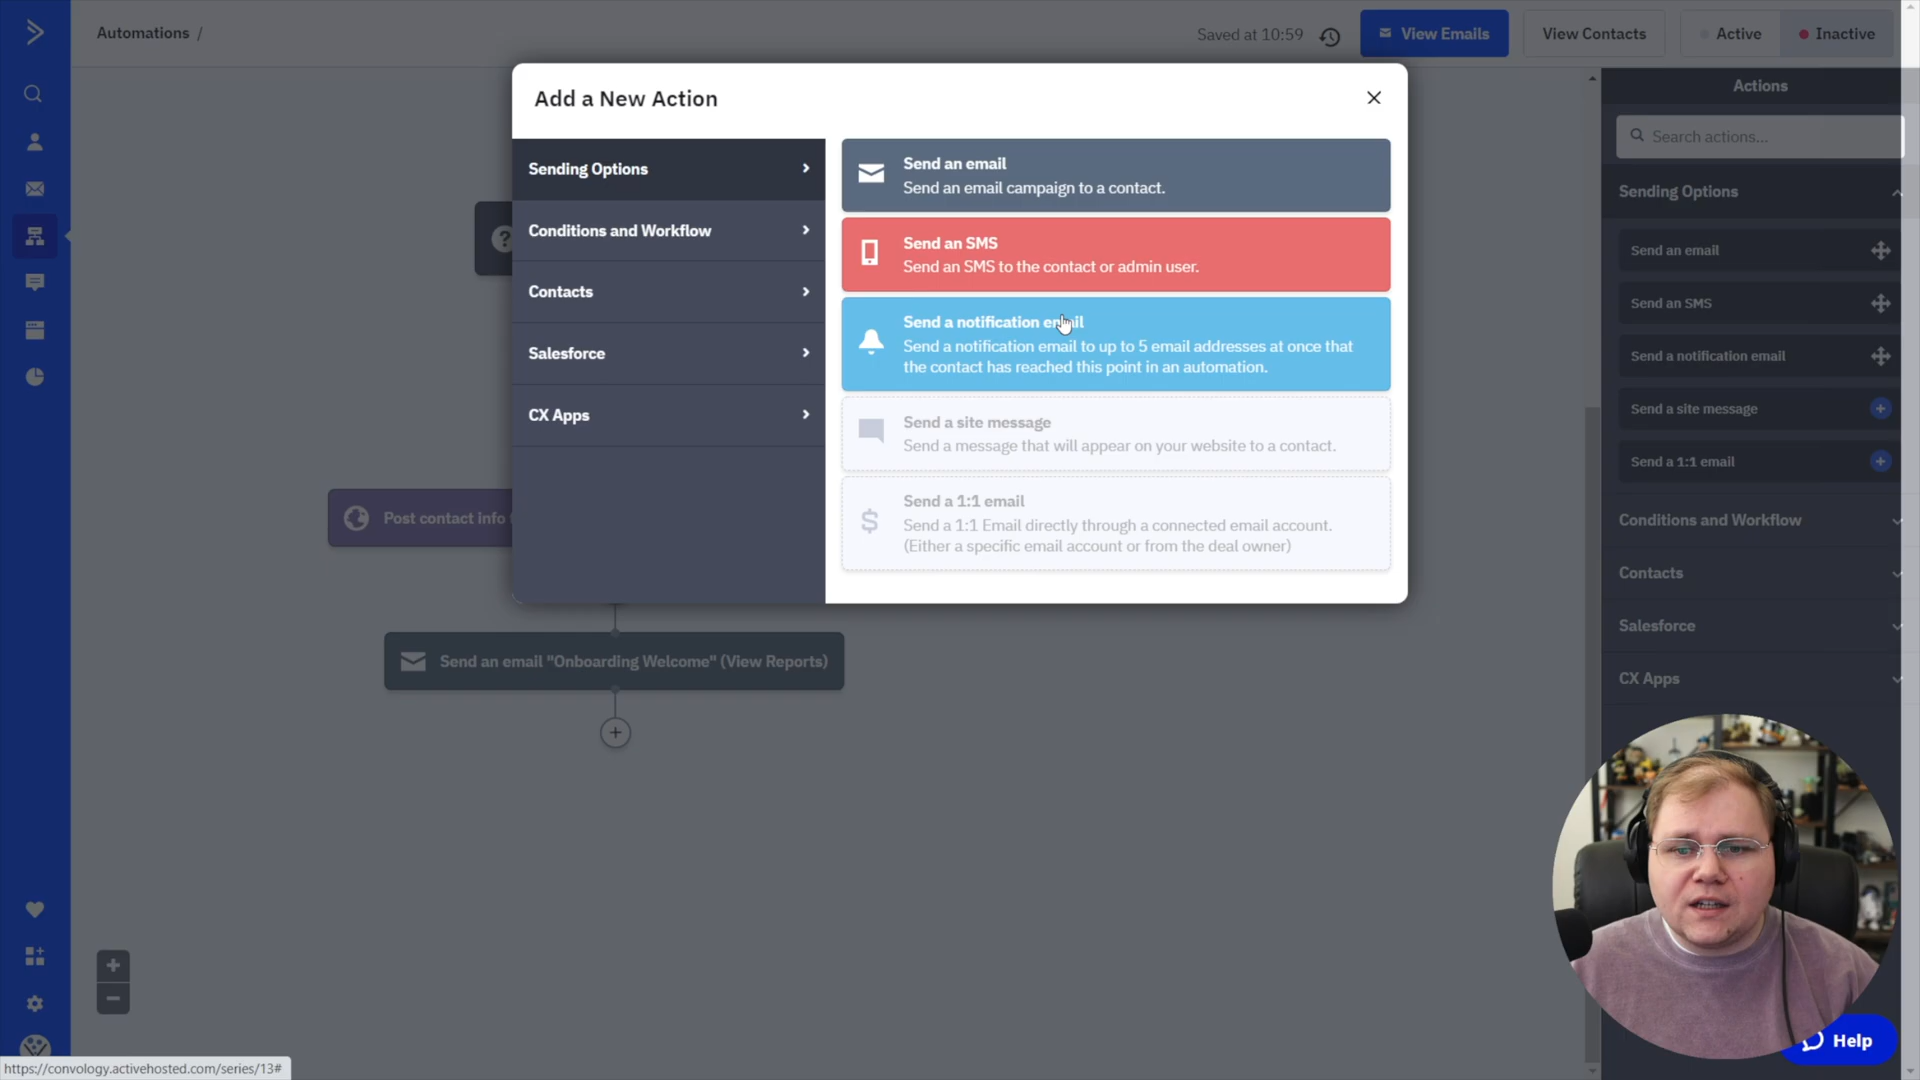 Automations /
Saved at 10:59
View Emails
View Contacts
Active
Inactive
Add a New Action
Sending Options
Conditions and Workflow
Contacts
Salesforce
CX Apps
Send an email
Send an email campaign to a contact.
Send an SMS
Send an SMS to the contact or admin user.
Send a notification email
Send a notification email to up to 5 email addresses at once that
the contact has reached this point in an automation.
Send a site message
Send a message that will appear on your website to a contact.
Send a 1:1 email
Send a 1:1 Email directly through a connected email account.
(Either a specific email account or from the deal owner)
Post contact info
Send an email "Onboarding Welcome" (View Reports)
Actions
Search actions...
Sending Options
Send an email
Send an SMS
Send a notification email
Send a site message
Send a 1:1 email
Conditions and Workflow
Contacts
Salesforce
CX Apps
Help
https://convology.activehosted.com/series/13#